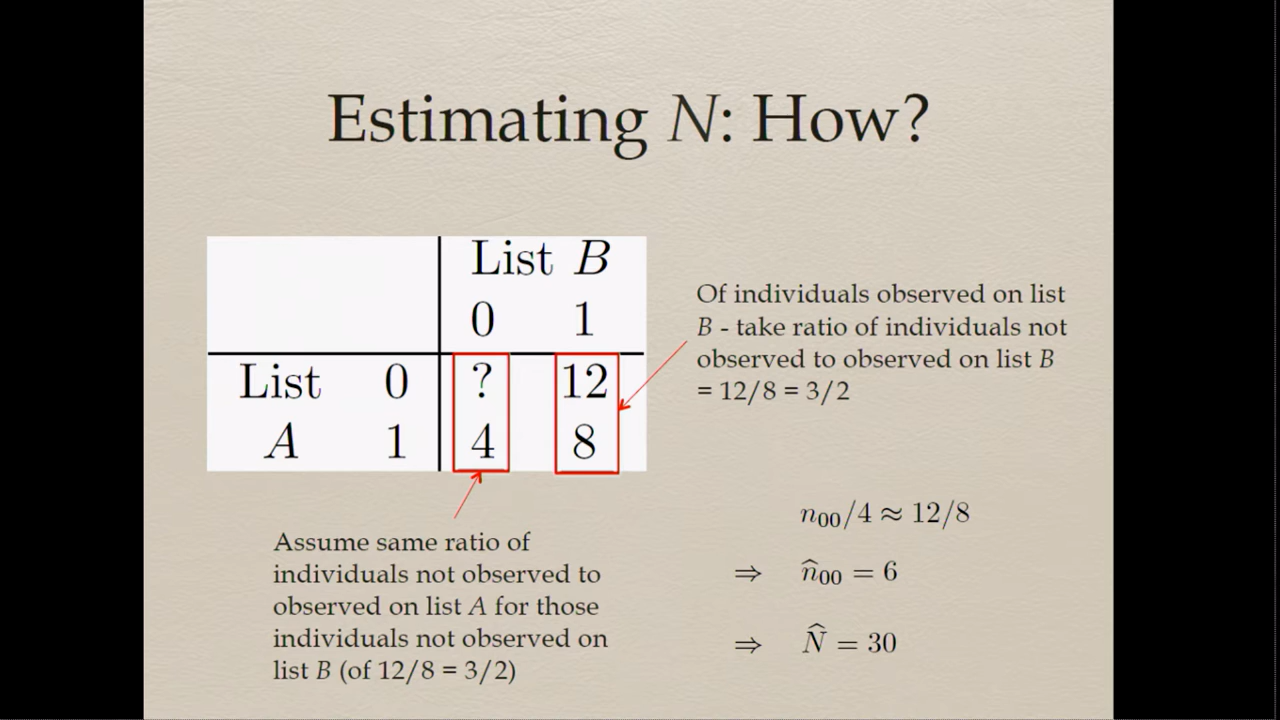 Estimating N: How?
List B
0 1
List 0 ? 12
A 1 4 8
Of individuals observed on list
B - take ratio of individuals not
observed to observed on list B
= 12/8 = 3/2
Assume same ratio of
individuals not observed to
observed on list A for those
individuals not observed on
list B (of 12/8 = 3/2)
n₀₀/4 ≈ 12/8
⇒ n̂₀₀ = 6
⇒ N̂ = 30